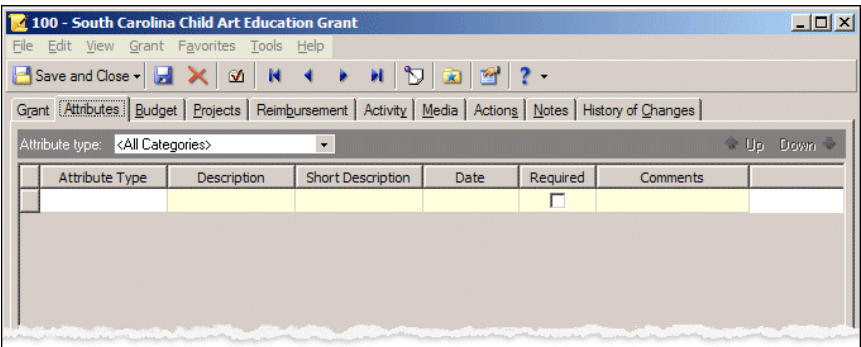 100 - South Carolina Child Art Education Grant
File Edit View Grant Favorites Tools Help
Save and Close ?
Grant Attributes Budget Projects Reimbursement Activity Media Actions Notes History of Changes
Attribute type: <All Categories> Up Down
Attribute Type Description Short Description Date Required Comments